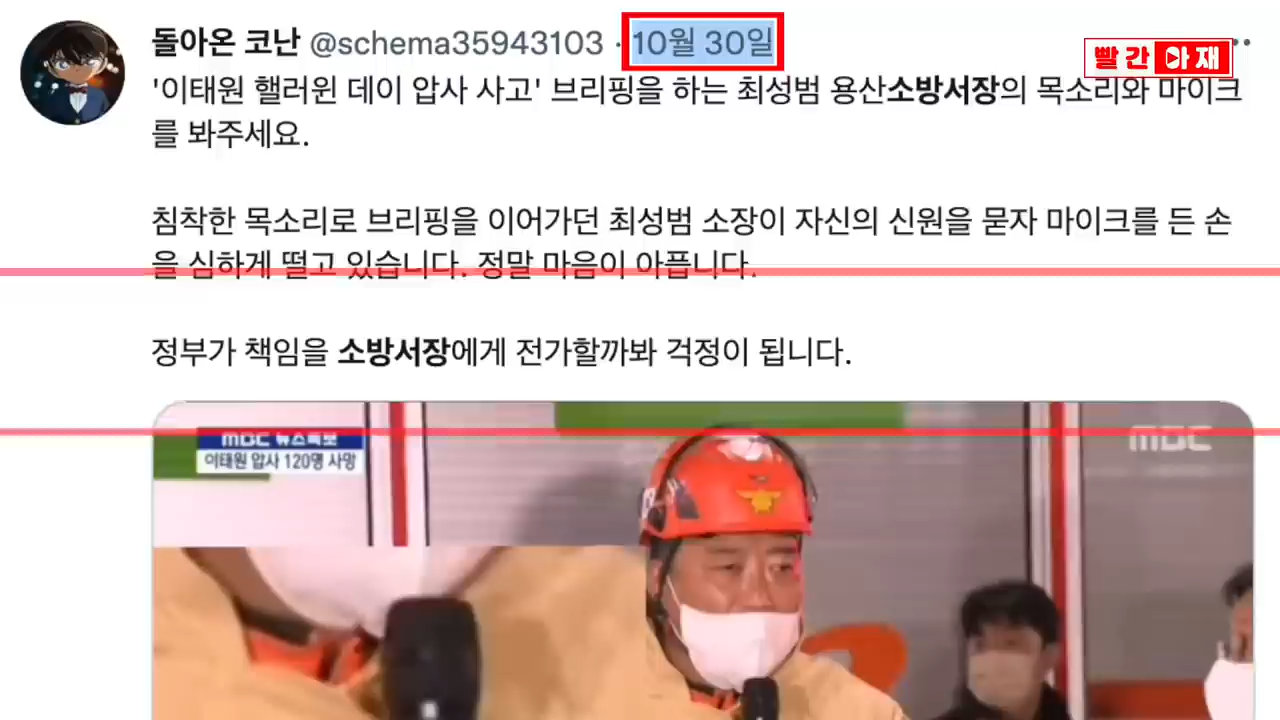 돌아온 코난 @schema35943103 · 10월 30일
빨간 아재
'이태원 핼러윈 데이 압사 사고' 브리핑을 하는 최성범 용산소방서장의 목소리와 마이크
를 봐주세요.
침착한 목소리로 브리핑을 이어가던 최성범 소장이 자신의 신원을 묻자 마이크를 든 손
을 심하게 떨고 있습니다. 정말 마음이 아픕니다.
정부가 책임을 소방서장에게 전가할까봐 걱정이 됩니다.
MBC 뉴스특보
이태원 압사 120명 사망
MBC